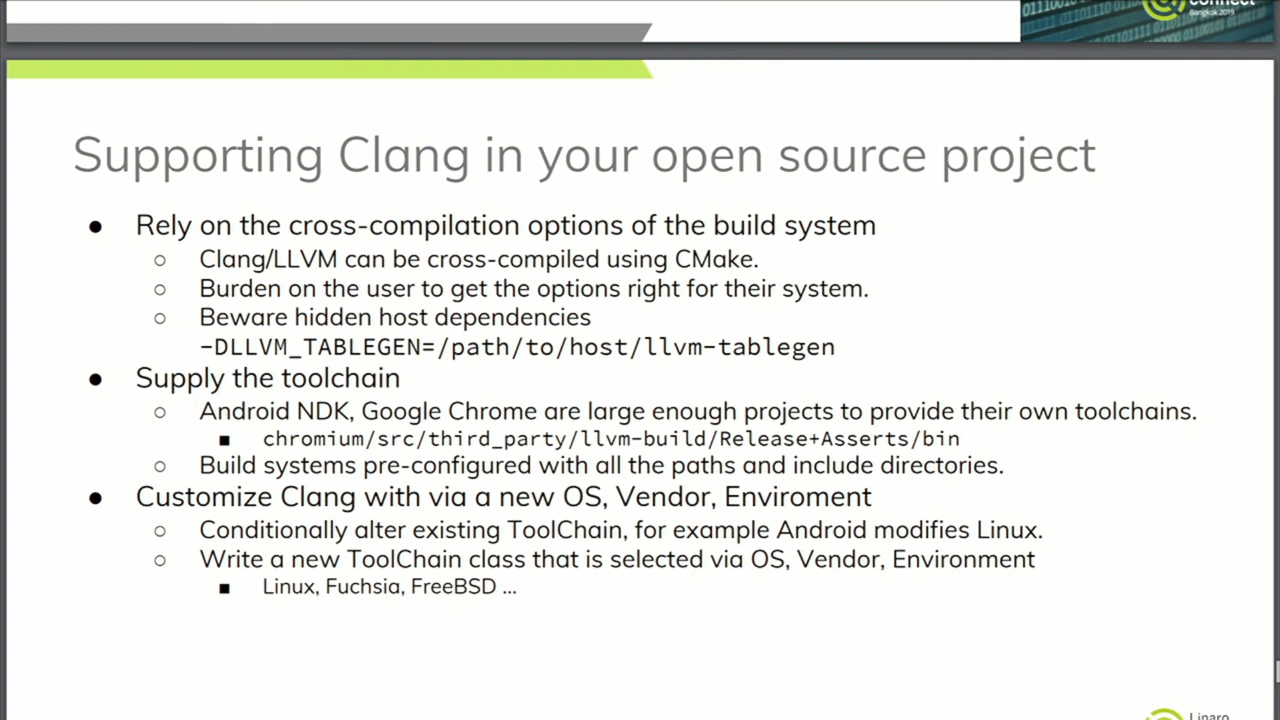 connect
Bangkok 2019
Supporting Clang in your open source project
● Rely on the cross-compilation options of the build system
○ Clang/LLVM can be cross-compiled using CMake.
○ Burden on the user to get the options right for their system.
○ Beware hidden host dependencies
-DLLVM_TABLEGEN=/path/to/host/llvm-tablegen
● Supply the toolchain
○ Android NDK, Google Chrome are large enough projects to provide their own toolchains.
■ chromium/src/third_party/llvm-build/Release+Asserts/bin
○ Build systems pre-configured with all the paths and include directories.
● Customize Clang with via a new OS, Vendor, Enviroment
○ Conditionally alter existing ToolChain, for example Android modifies Linux.
○ Write a new ToolChain class that is selected via OS, Vendor, Environment
■ Linux, Fuchsia, FreeBSD ...
Linaro